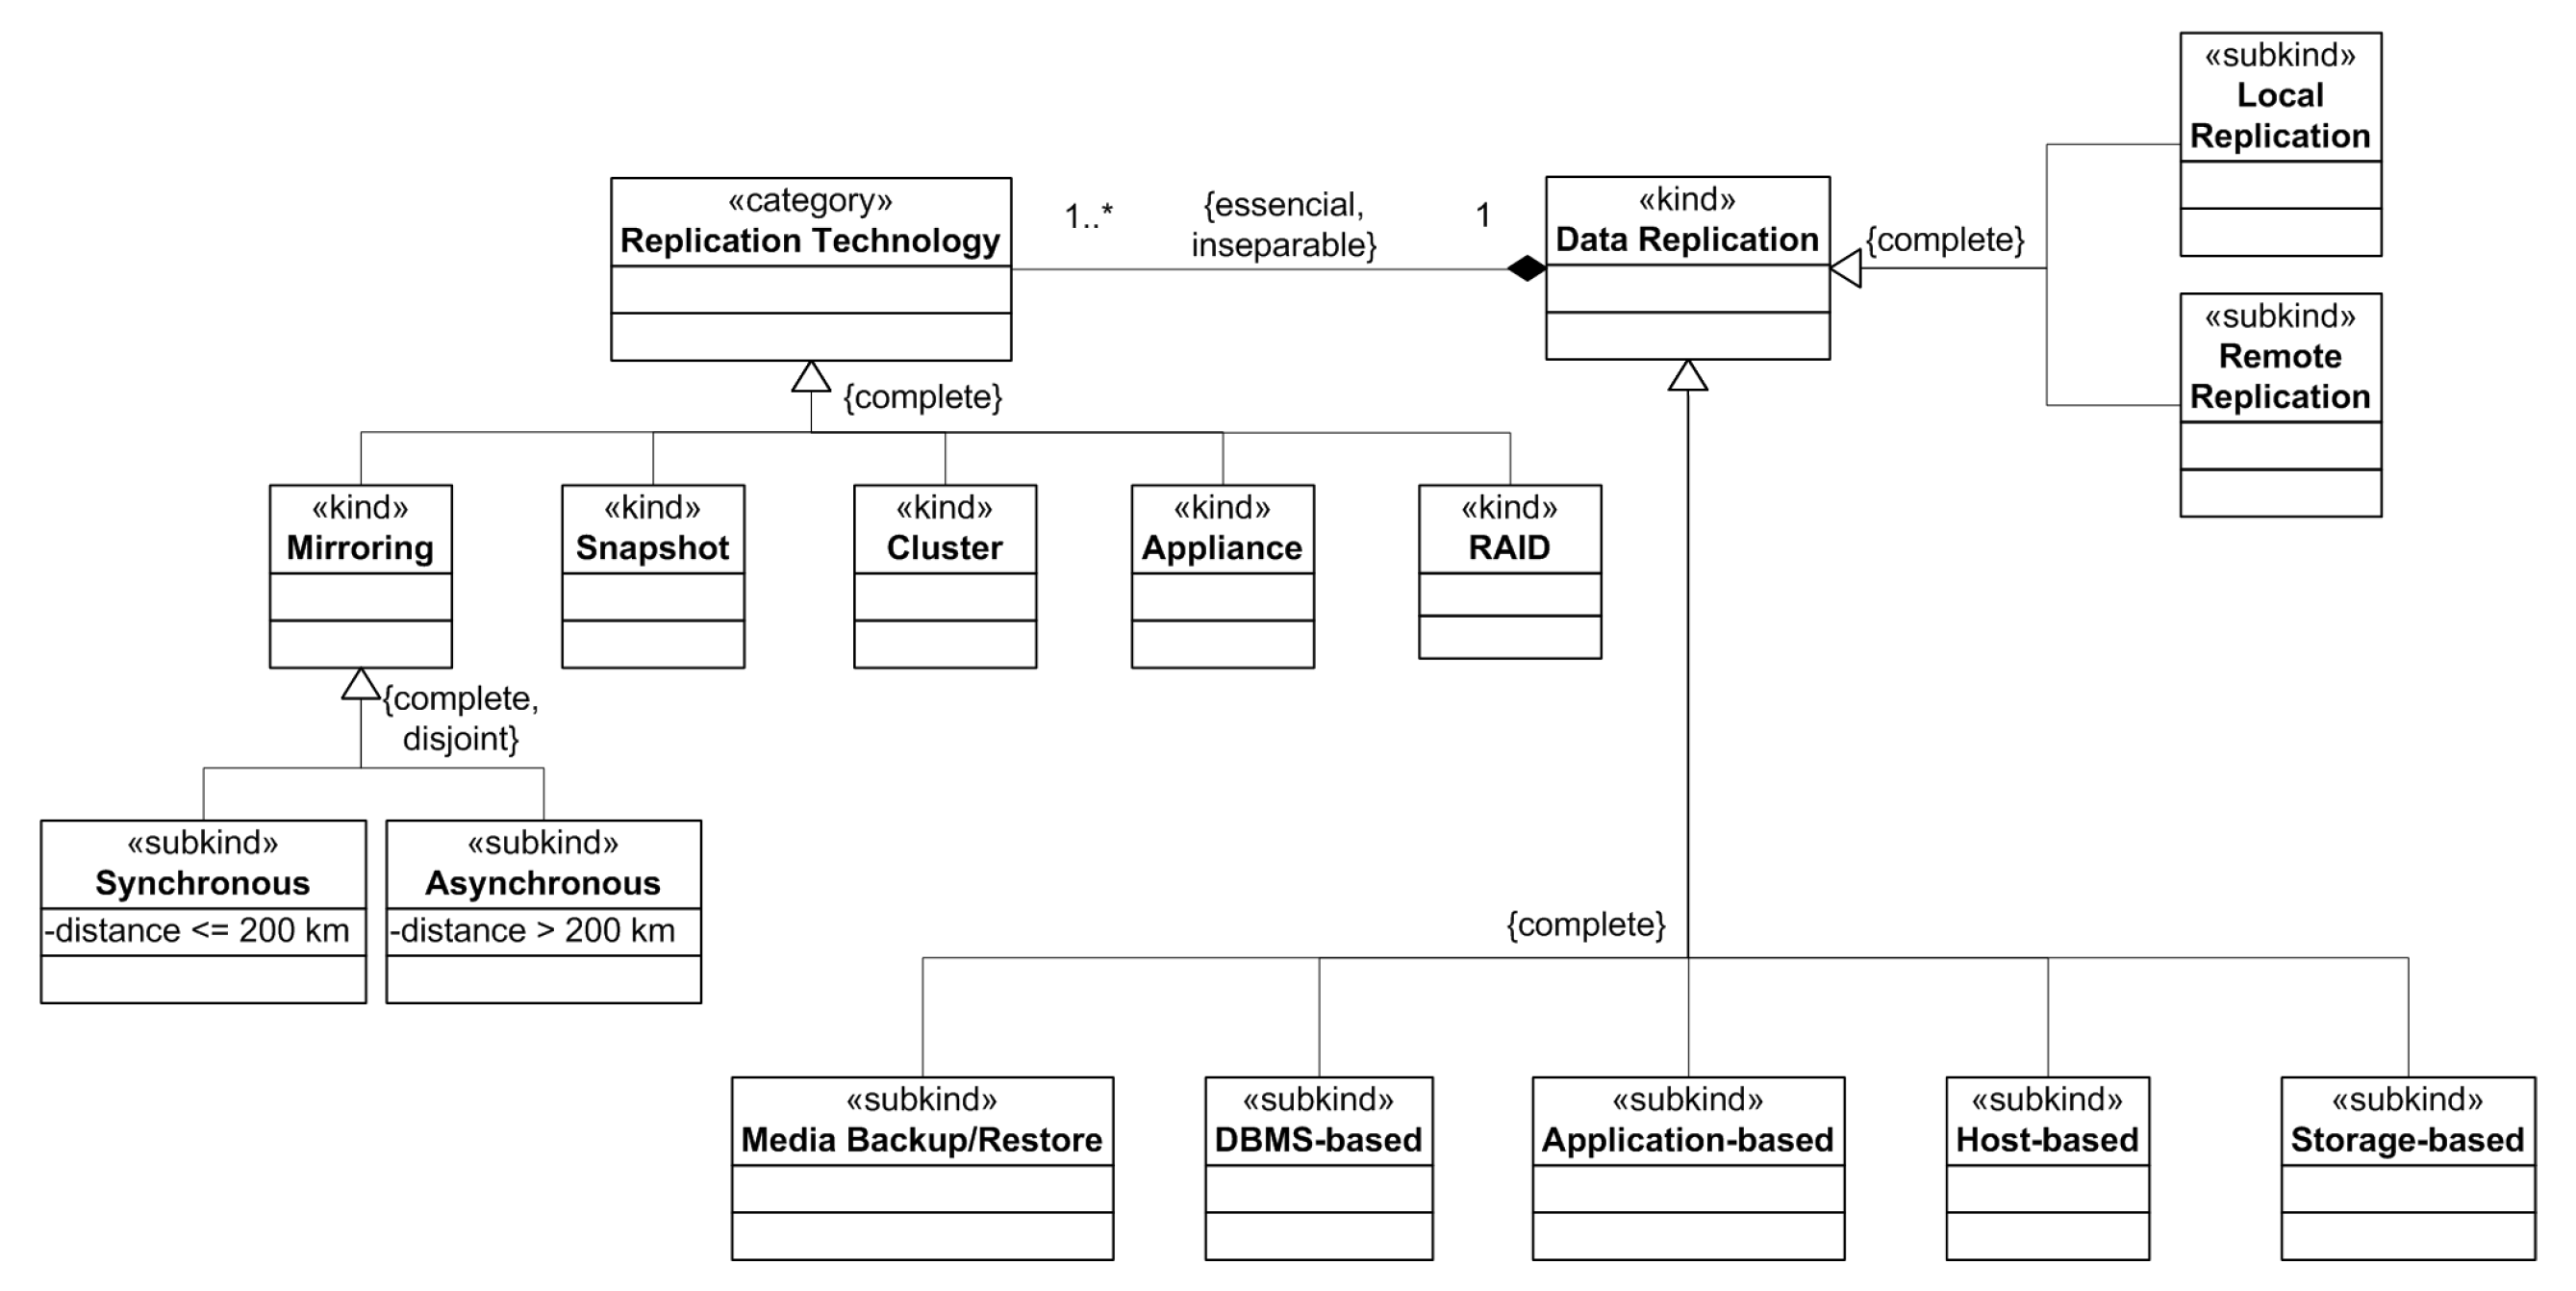 «subkind»
Local
Replication
«category»
Replication Technology
1..*
{essencial,
inseparable}
1
«kind»
Data Replication
{complete}
«subkind»
Remote
Replication
{complete}
«kind»
Mirroring
«kind»
Snapshot
«kind»
Cluster
«kind»
Appliance
«kind»
RAID
{complete,
disjoint}
«subkind»
Synchronous
-distance <= 200 km
«subkind»
Asynchronous
-distance > 200 km
{complete}
«subkind»
Media Backup/Restore
«subkind»
DBMS-based
«subkind»
Application-based
«subkind»
Host-based
«subkind»
Storage-based